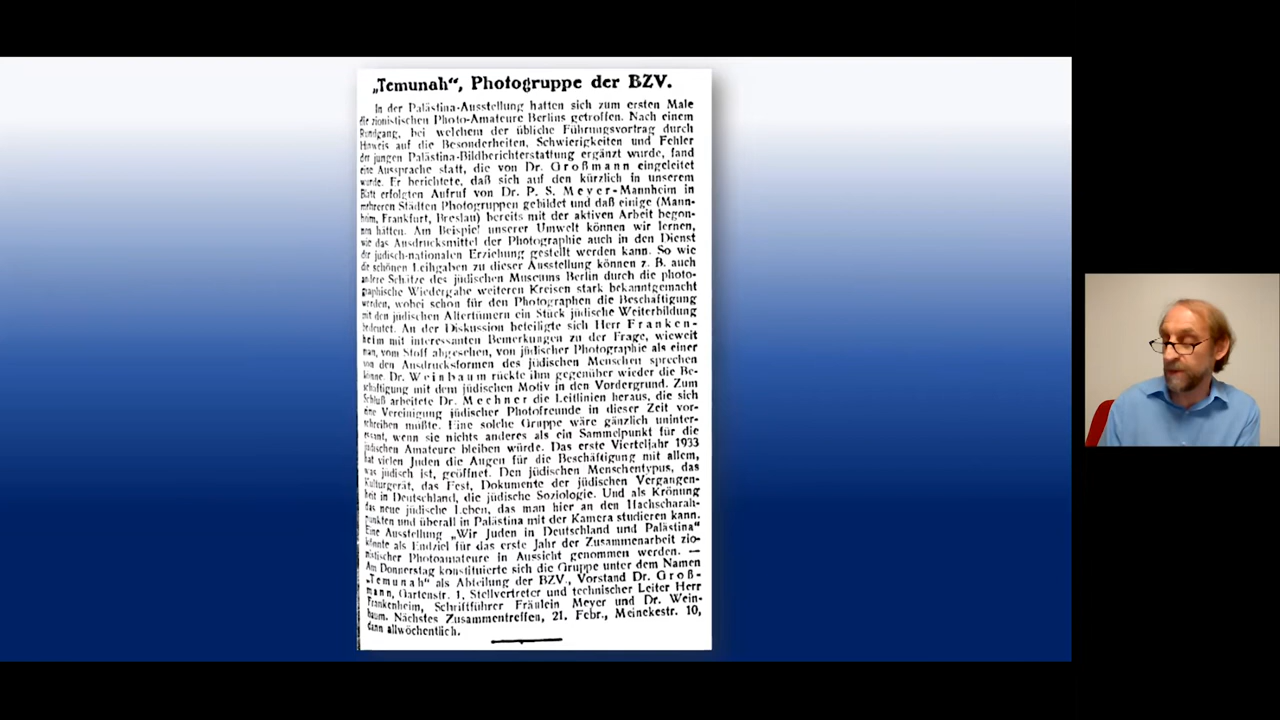 „Temunah“, Photogruppe der BZV.
In der Palästina-Ausstellung hatten sich zum ersten Male
die zionistischen Photo-Amateure Berlins getroffen. Nach einem
Rundgang, bei welchem der übliche Führungsvortrag durch
Hinweis auf die Besonderheiten, Schwierigkeiten und Fehler
der jungen Palästina-Bildberichterstattung ergänzt wurde, fand
eine Aussprache statt, die von Dr. Großmann eingeleitet
wurde. Er berichtete, daß sich auf den kürzlich in unserem
Blatt erfolgten Aufruf von Dr. P. S. Meyer-Mannheim in
mehreren Städten Photogruppen gebildet und daß einige (Mann-
heim, Frankfurt, Breslau) bereits mit der aktiven Arbeit begon-
nen hätten. Am Beispiel unserer Umwelt können wir lernen,
wie das Ausdrucksmittel der Photographie auch in den Dienst
der jüdisch-nationalen Erziehung gestellt werden kann. So wie
die schönen Leihgaben zu dieser Ausstellung können z. B. auch
andere Schätze des jüdischen Museums Berlin durch die photo-
graphische Wiedergabe weiteren Kreisen stark bekanntgemacht
werden, wobei schon für den Photographen die Beschäftigung
mit den jüdischen Altertümern ein Stück jüdische Weiterbildung
bedeutet. An der Diskussion beteiligte sich Herr Franken-
heim mit interessanten Bemerkungen zu der Frage, wieweit
man, vom Stoff abgesehen, von jüdischer Photographie als einer
von den Ausdrucksformen des jüdischen Menschen sprechen
könne. Dr. Weinbaum rückte ihm gegenüber wieder die Be-
schäftigung mit dem jüdischen Motiv in den Vordergrund. Zum
Schluß arbeitete Dr. Mechner die Leitlinien heraus, die sich
eine Vereinigung jüdischer Photofreunde in dieser Zeit vor-
schreiben müßte. Eine solche Gruppe wäre gänzlich uninter-
essant, wenn sie nichts anderes als ein Sammelpunkt für die
jüdischen Amateure bleiben würde. Das erste Vierteljahr 1933
hat vielen Juden die Augen für die Beschäftigung mit allem,
was jüdisch ist, geöffnet. Den jüdischen Menschentypus, das
Kulturgerät, das Fest, Dokumente der jüdischen Vergangen-
heit in Deutschland, die jüdische Soziologie. Und als Krönung
das neue jüdische Leben, das man hier an den Hachscharah-
punkten und überall in Palästina mit der Kamera studieren kann.
Eine Ausstellung „Wir Juden in Deutschland und Palästina“
könnte als Endziel für das erste Jahr der Zusammenarbeit zio-
nistischer Photoamateure in Aussicht genommen werden. —
Am Donnerstag konstituierte sich die Gruppe unter dem Namen
„Temunah“ als Abteilung der BZV., Vorstand Dr. Groß-
mann, Gartenstr. 1, Stellvertreter und technischer Leiter Herr
Frankenheim, Schriftführer Fräulein Meyer und Dr. Wein-
baum. Nächstes Zusammentreffen, 21. Febr., Meinekestr. 10,
dann allwöchentlich.